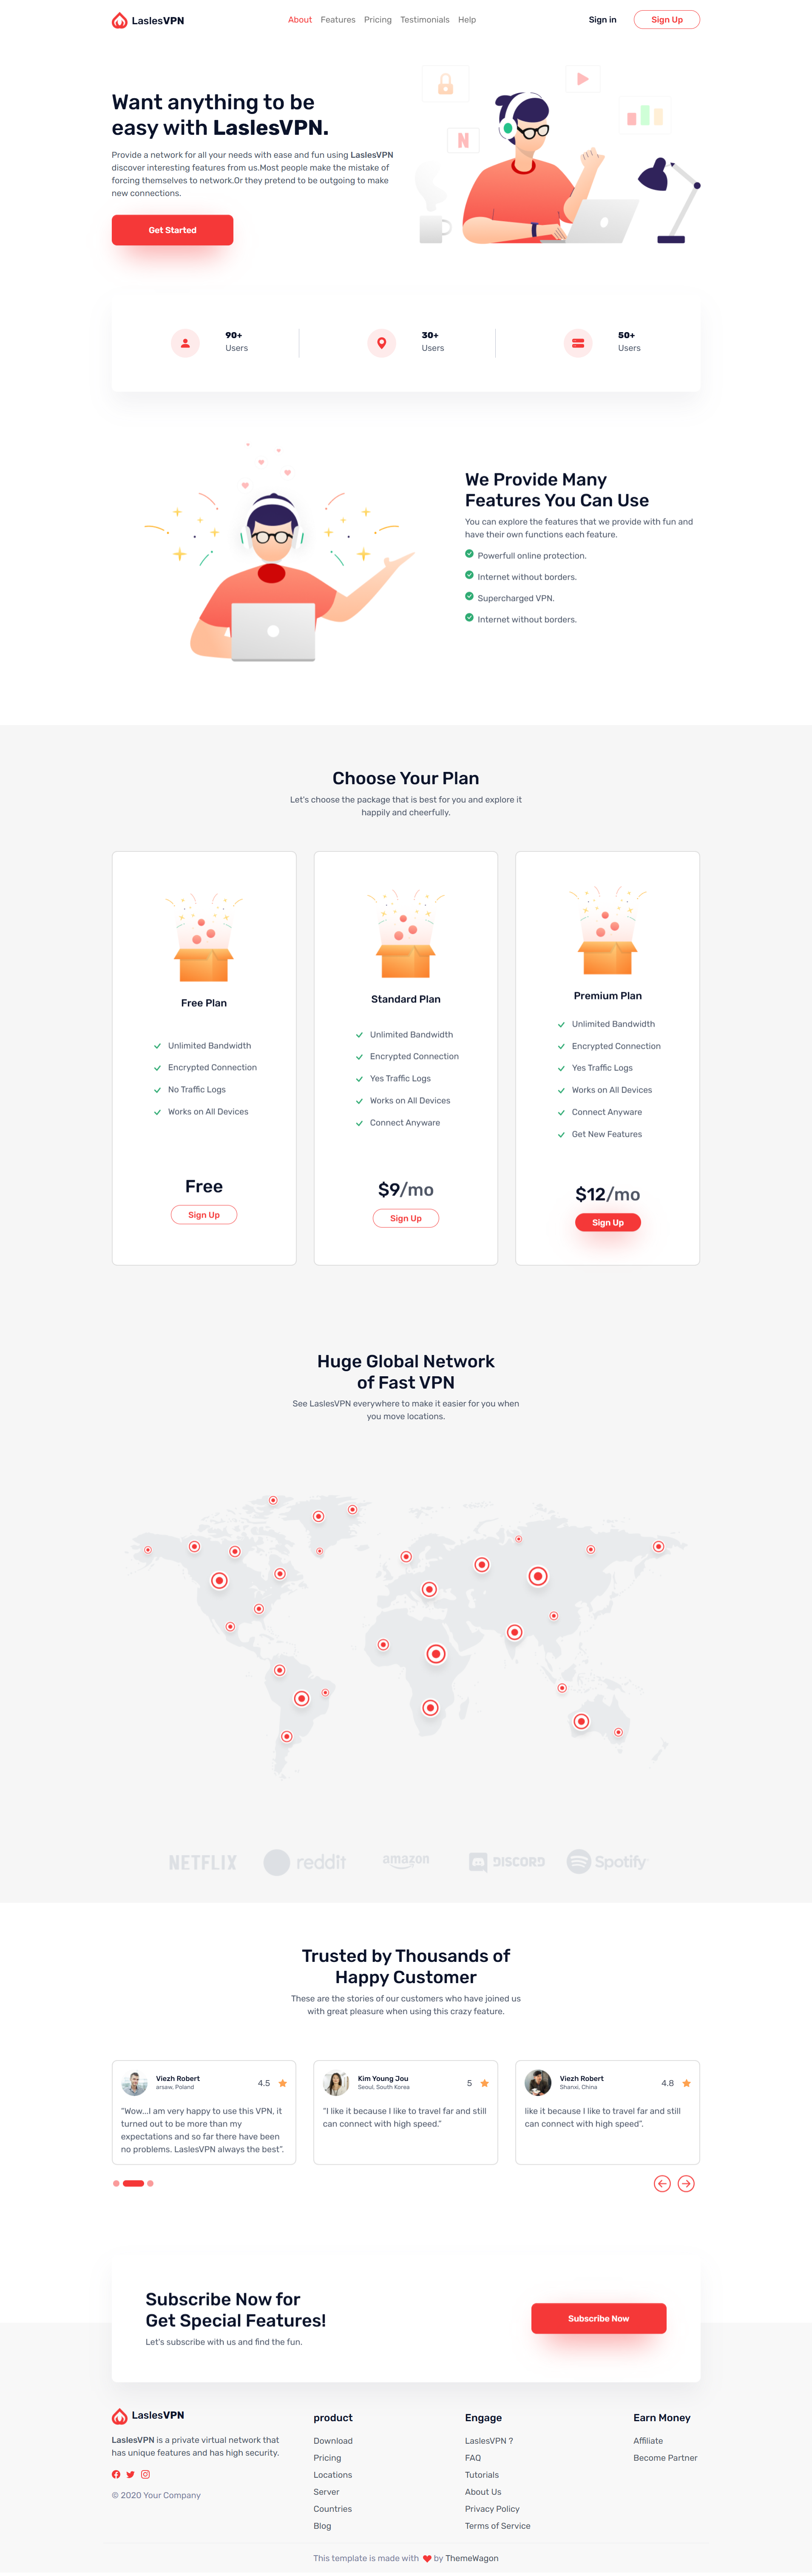 LaslesVPN
About Features Pricing Testimonials Help
Sign in
Sign Up
Want anything to be
easy with LaslesVPN.
Provide a network for all your needs with ease and fun using LaslesVPN
discover interesting features from us.Most people make the mistake of
forcing themselves to network.Or they pretend to be outgoing to make
new connections.
Get Started
N
90+
Users
30+
Users
50+
Users
We Provide Many
Features You Can Use
You can explore the features that we provide with fun and
have their own functions each feature.
Powerfull online protection.
Internet without borders.
Supercharged VPN.
Internet without borders.
Choose Your Plan
Let's choose the package that is best for you and explore it
happily and cheerfully.
Free Plan
Unlimited Bandwidth
Encrypted Connection
No Traffic Logs
Works on All Devices
Free
Sign Up
Standard Plan
Unlimited Bandwidth
Encrypted Connection
Yes Traffic Logs
Works on All Devices
Connect Anyware
$9/mo
Sign Up
Premium Plan
Unlimited Bandwidth
Encrypted Connection
Yes Traffic Logs
Works on All Devices
Connect Anyware
Get New Features
$12/mo
Sign Up
Huge Global Network
of Fast VPN
See LaslesVPN everywhere to make it easier for you when
you move locations.
NETFLIX
reddit
amazon
DISCORD
Spotify
Trusted by Thousands of
Happy Customer
These are the stories of our customers who have joined us
with great pleasure when using this crazy feature.
Viezh Robert
arsaw, Poland
4.5
“Wow...I am very happy to use this VPN, it
turned out to be more than my
expectations and so far there have been
no problems. LaslesVPN always the best”.
Kim Young Jou
Seoul, South Korea
5
“I like it because I like to travel far and still
can connect with high speed.”
Viezh Robert
Shanxi, China
4.8
like it because I like to travel far and still
can connect with high speed”.
Subscribe Now for
Get Special Features!
Let's subscribe with us and find the fun.
Subscribe Now
LaslesVPN
LaslesVPN is a private virtual network that
has unique features and has high security.
© 2020 Your Company
product
Download
Pricing
Locations
Server
Countries
Blog
Engage
LaslesVPN ?
FAQ
Tutorials
About Us
Privacy Policy
Terms of Service
Earn Money
Affiliate
Become Partner
This template is made with by ThemeWagon